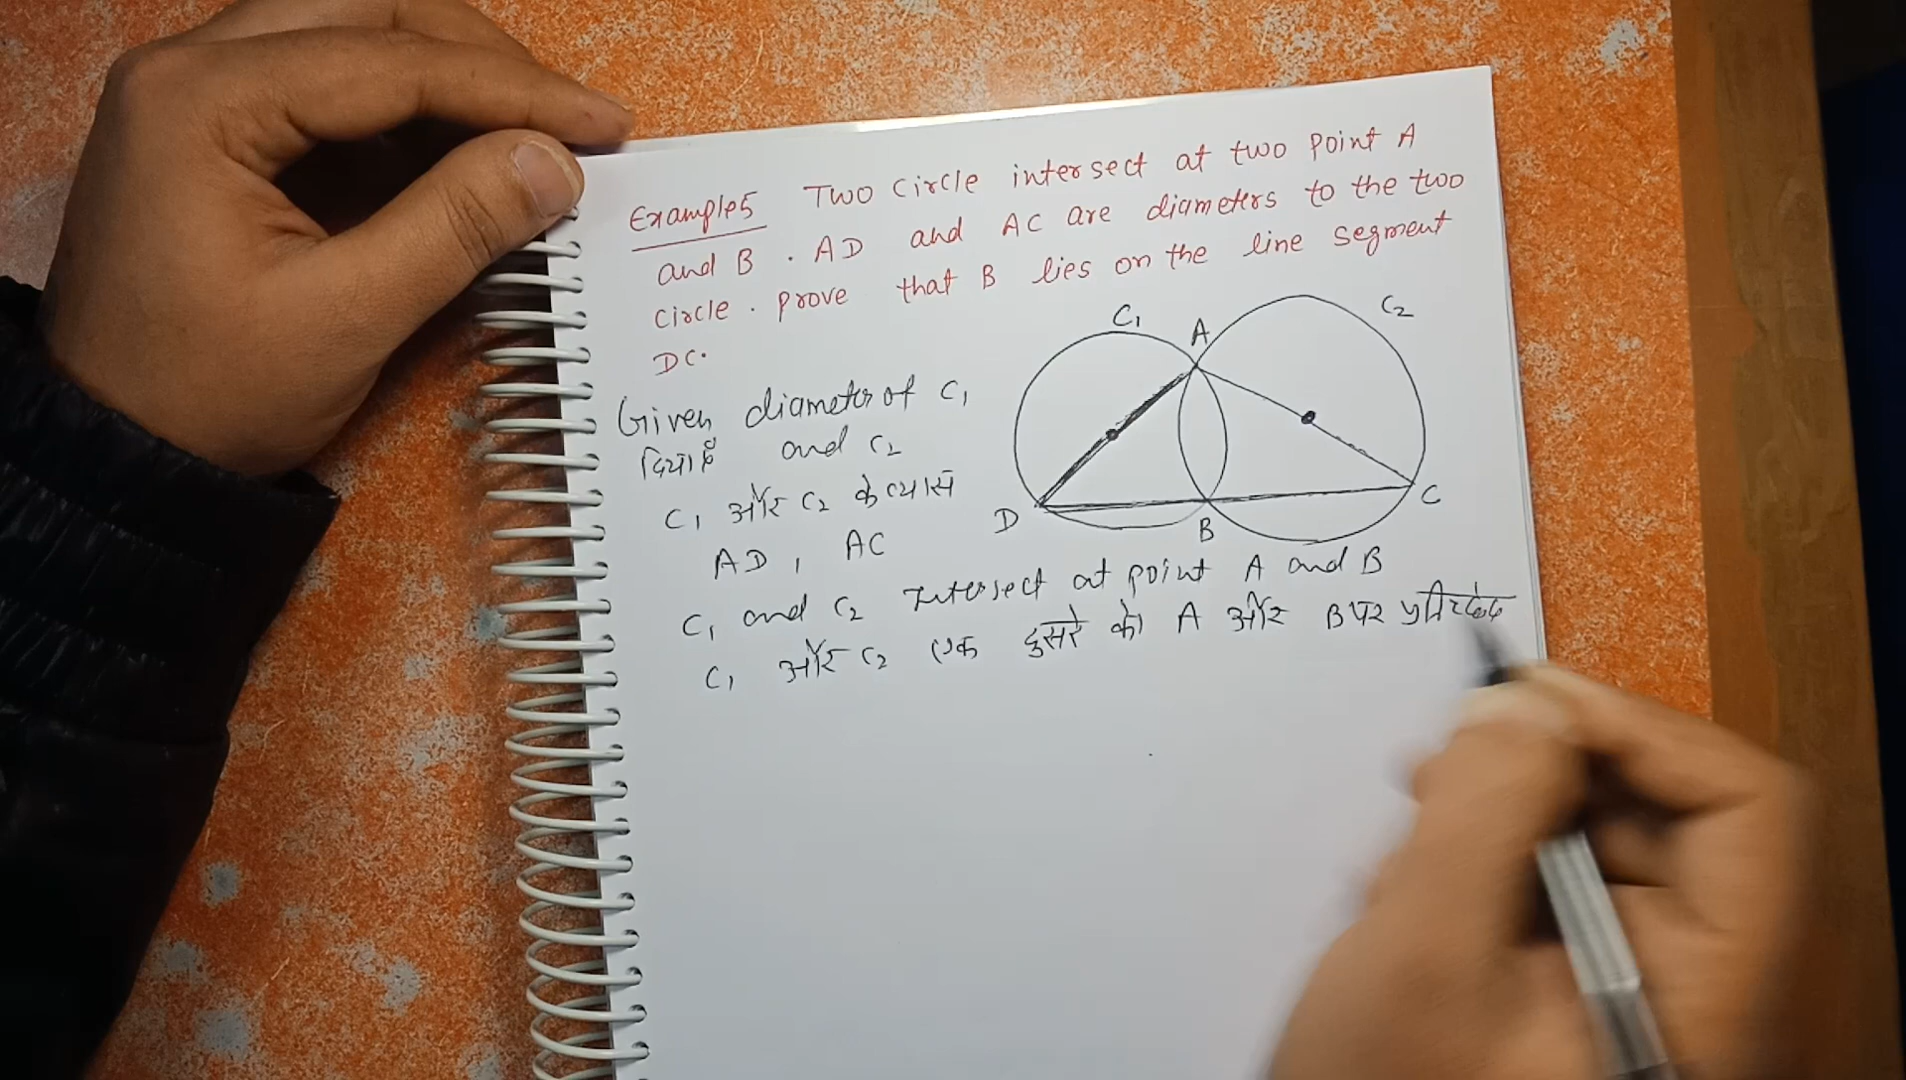 Example5 Two circle intersect at two point A
and B . AD and AC are diameters to the two
circle . prove that B lies on the line segment
DC.
C₁ A C₂
D B C
Given diameter of C₁
दिया है and C₂
C₁ और C₂ के व्यास
AD , AC
C₁ and C₂ Intersect at point A and B
C₁ और C₂ एक दुसरे को A और B पर